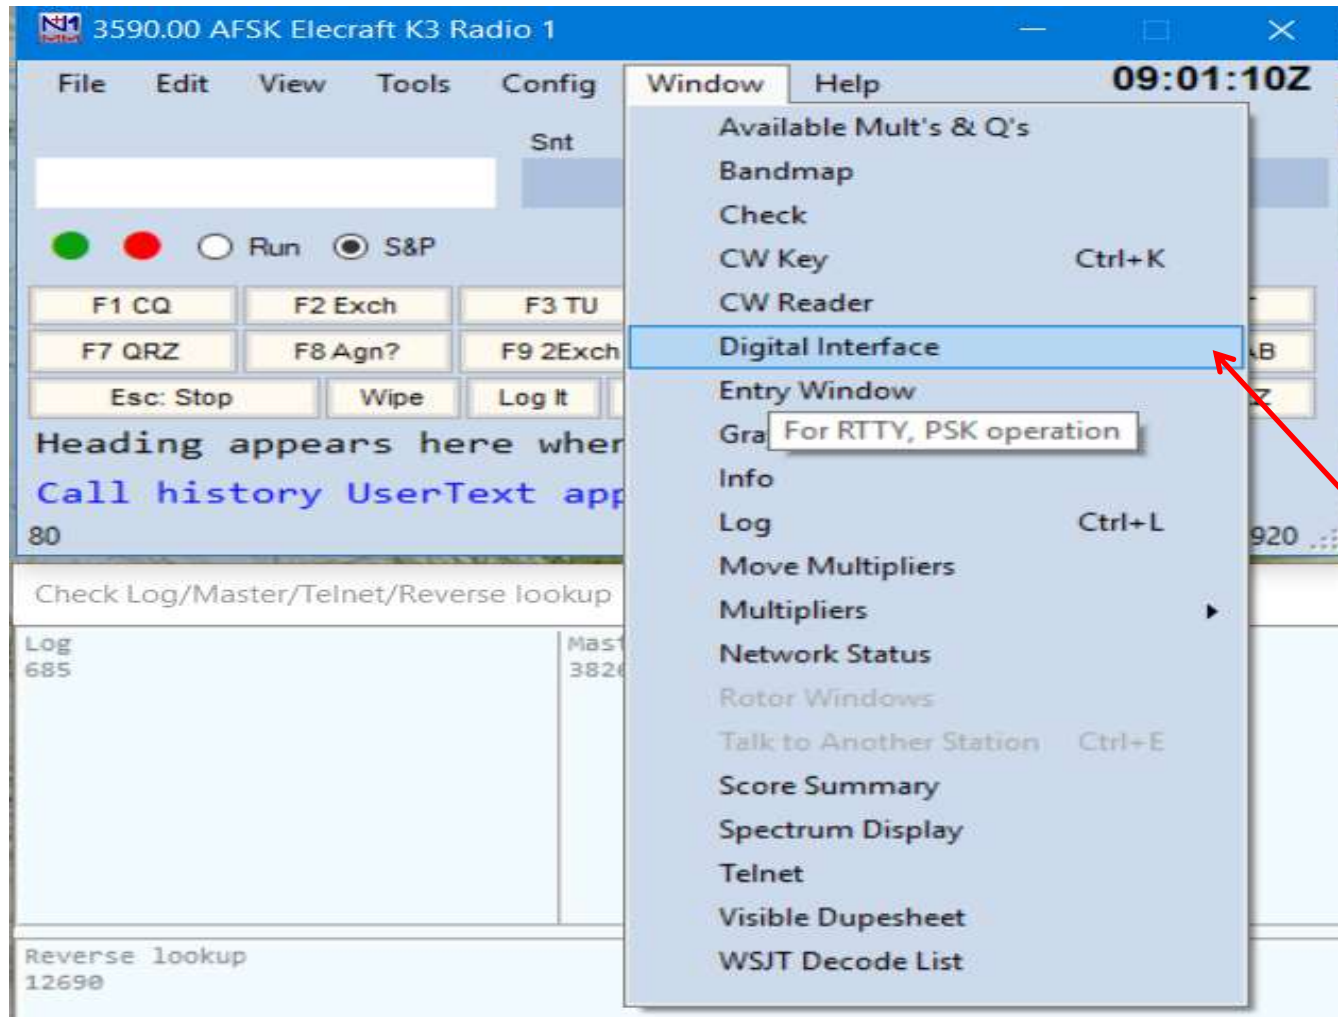 N1MM 3590.00 AFSK Elecraft K3 Radio 1
File Edit View Tools Config Window Help 09:01:10Z
Snt
Run S&P
F1 CQ F2 Exch F3 TU
F7 QRZ F8 Agn? F9 2Exch
Esc: Stop Wipe Log It
Heading appears here
Call history UserText
80 920
Available Mult's & Q's
Bandmap
Check
CW Key Ctrl+K
CW Reader
Digital Interface
Entry Window
Gra For RTTY, PSK operation
Info
Log Ctrl+L
Move Multipliers
Multipliers
Network Status
Rotor Windows
Talk to Another Station Ctrl+E
Score Summary
Spectrum Display
Telnet
Visible Dupesheet
WSJT Decode List
Check Log/Master/Telnet/Reverse lookup
Log
685
Reverse lookup
12690